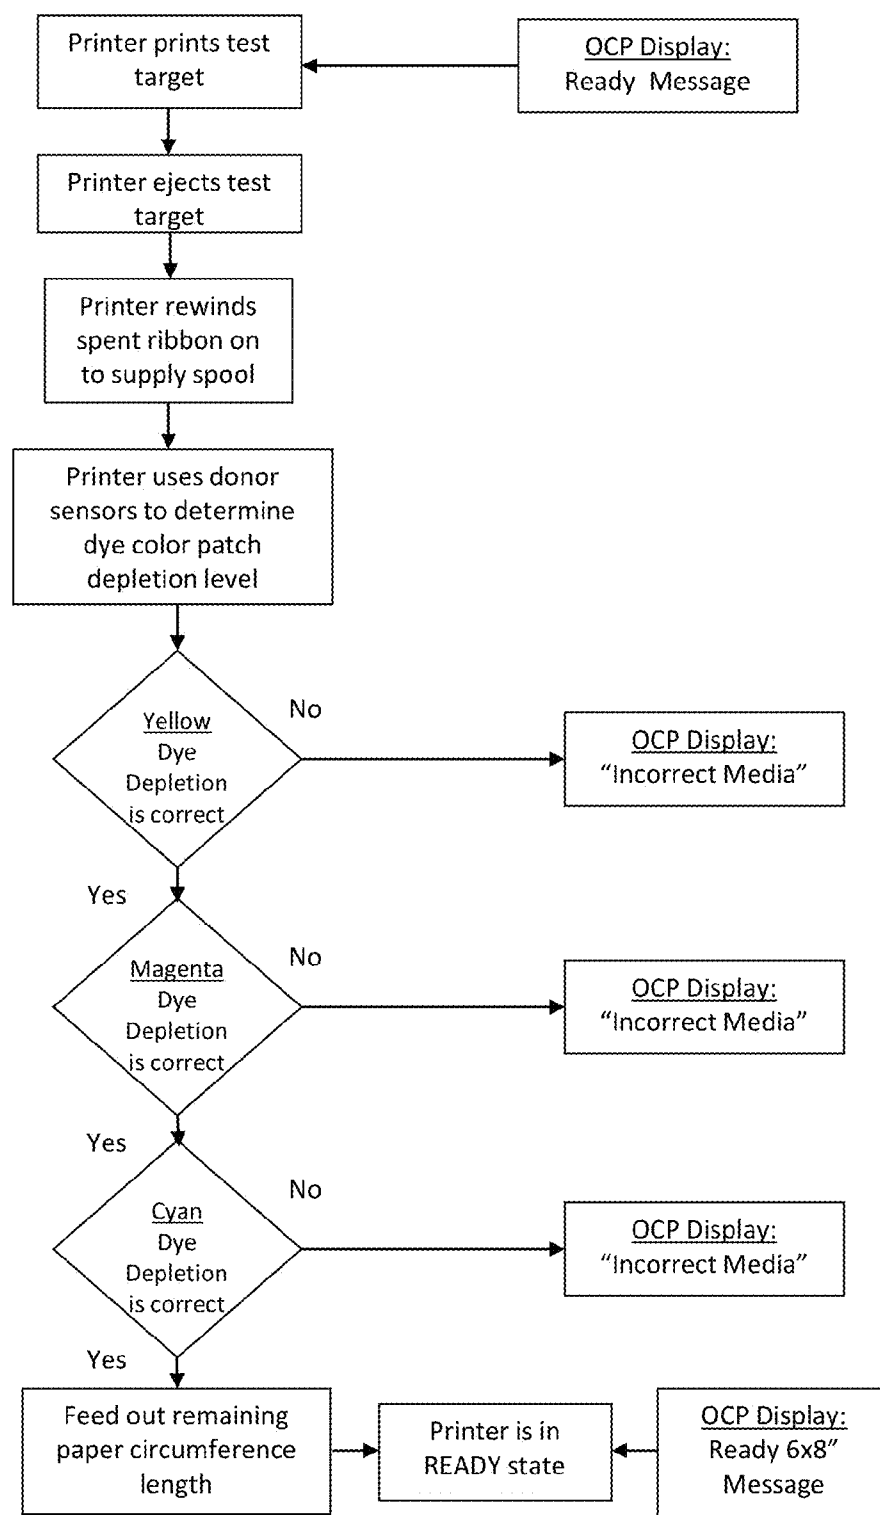 Printer prints test
target
OCP Display:
Ready Message
Printer ejects test
target
Printer rewinds
spent ribbon on
to supply spool
Printer uses donor
sensors to determine
dye color patch
depletion level
Yellow
Dye
Depletion
is correct
No
OCP Display:
“Incorrect Media”
Yes
Magenta
Dye
Depletion
is correct
No
OCP Display:
“Incorrect Media”
Yes
Cyan
Dye
Depletion
is correct
No
OCP Display:
“Incorrect Media”
Yes
Feed out remaining
paper circumference
length
Printer is in
READY state
OCP Display:
Ready 6x8”
Message